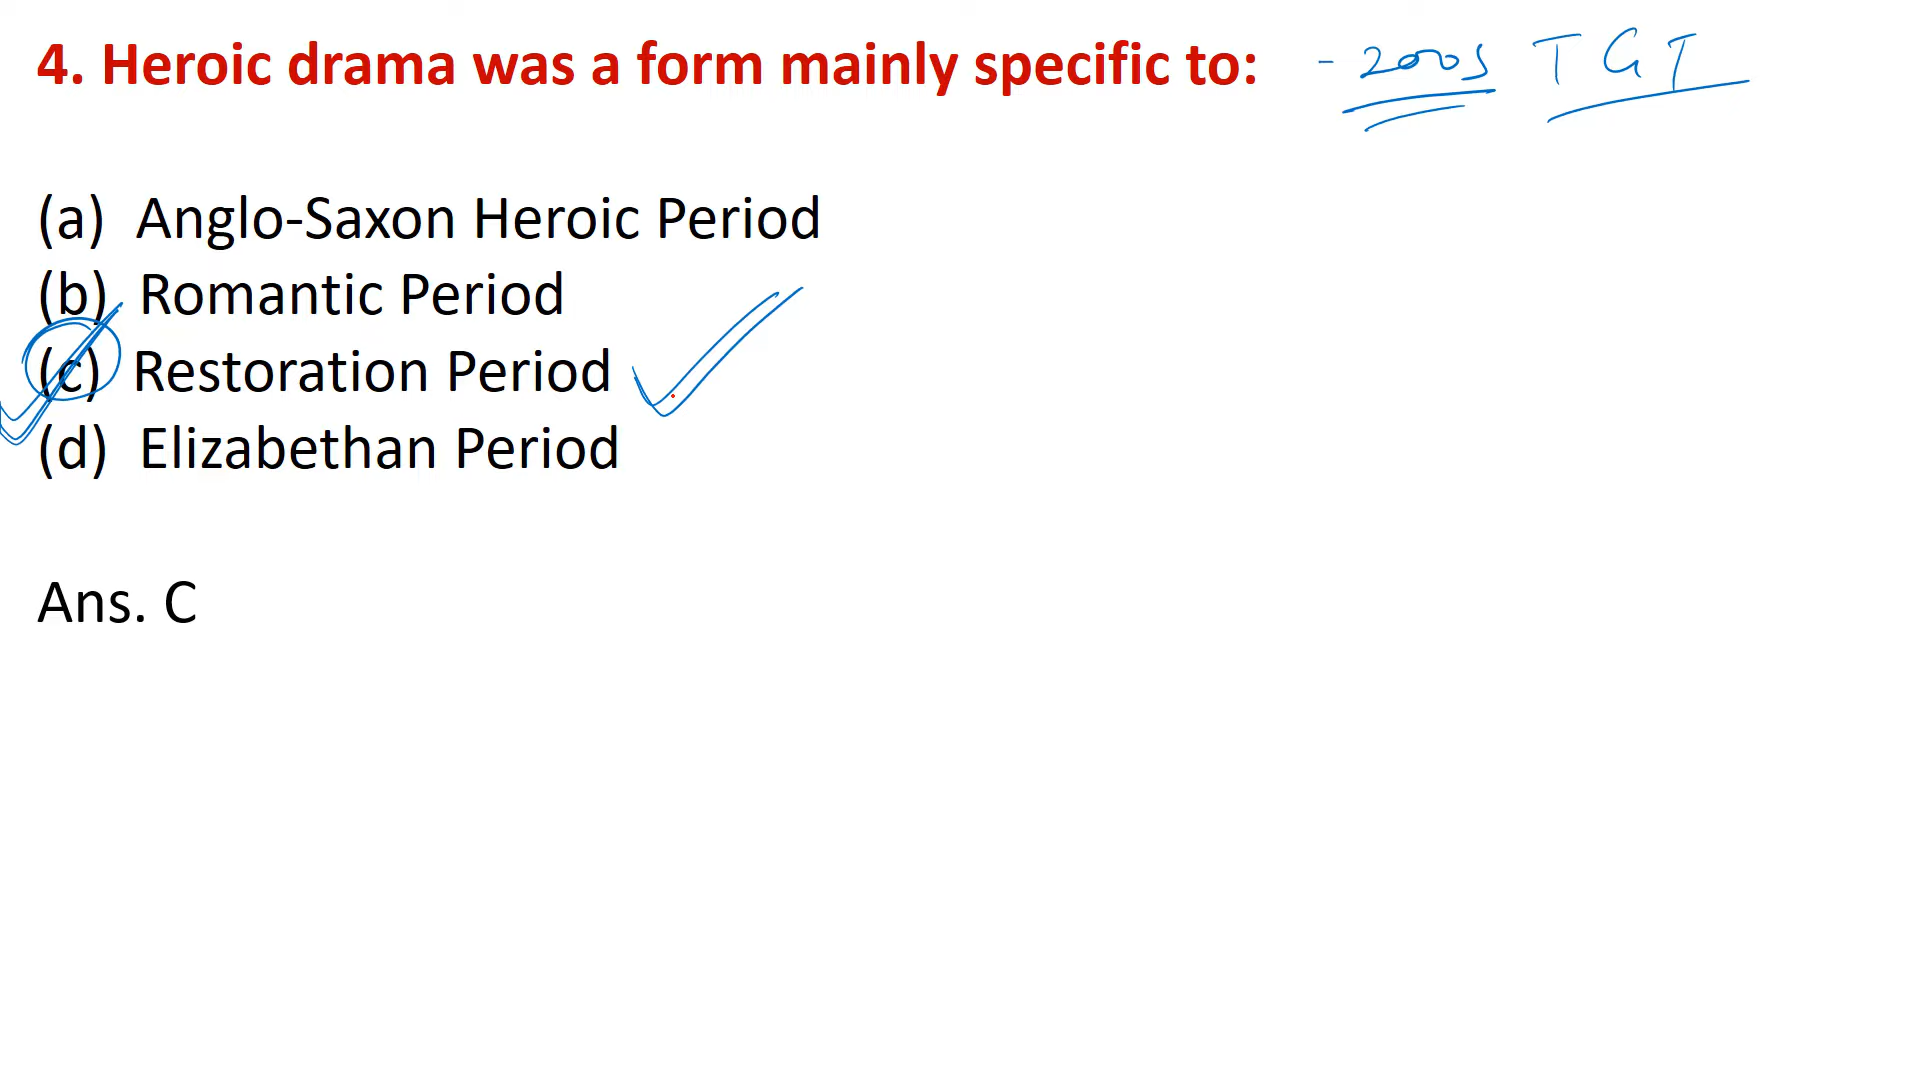 4. Heroic drama was a form mainly specific to: - 2005 TGT
(a) Anglo-Saxon Heroic Period
(b) Romantic Period
(c) Restoration Period
(d) Elizabethan Period
Ans. C